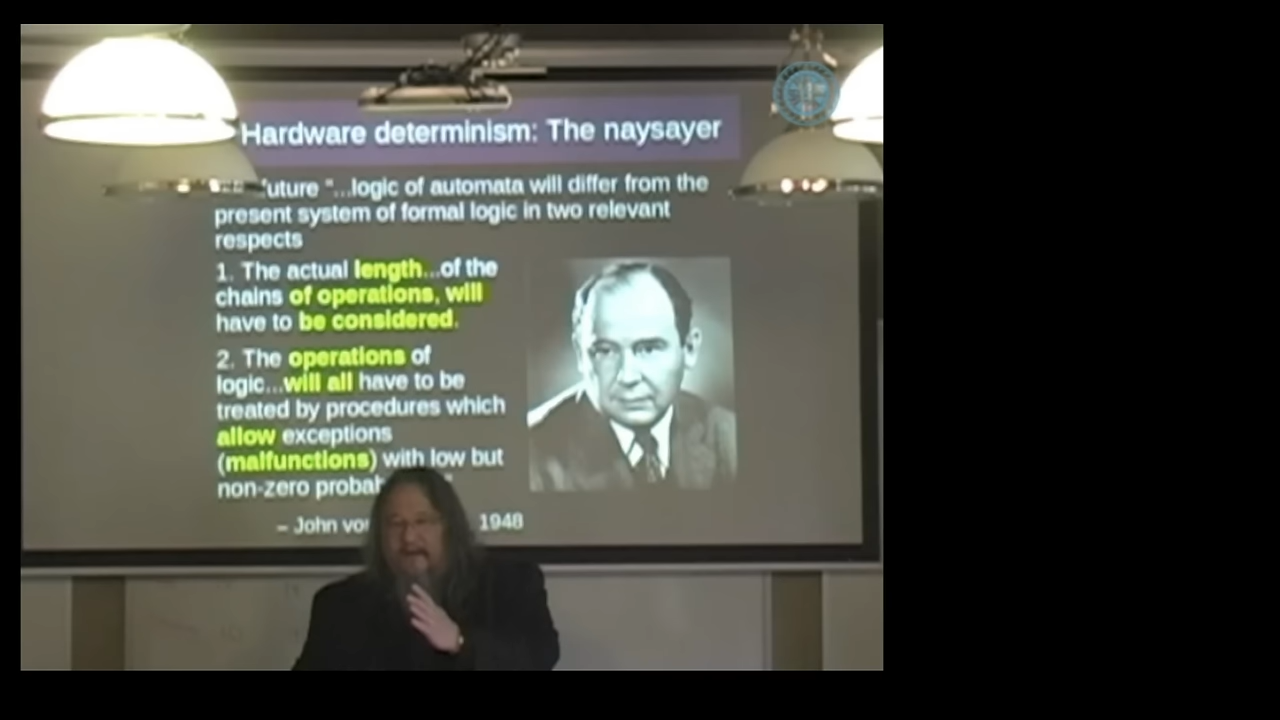 Hardware determinism: The naysayer
future "...logic of automata will differ from the
present system of formal logic in two relevant
respects
1. The actual length...of the
chains of operations, will
have to be considered.
2. The operations of
logic...will all have to be
treated by procedures which
allow exceptions
(malfunctions) with low but
non-zero
– John 1948